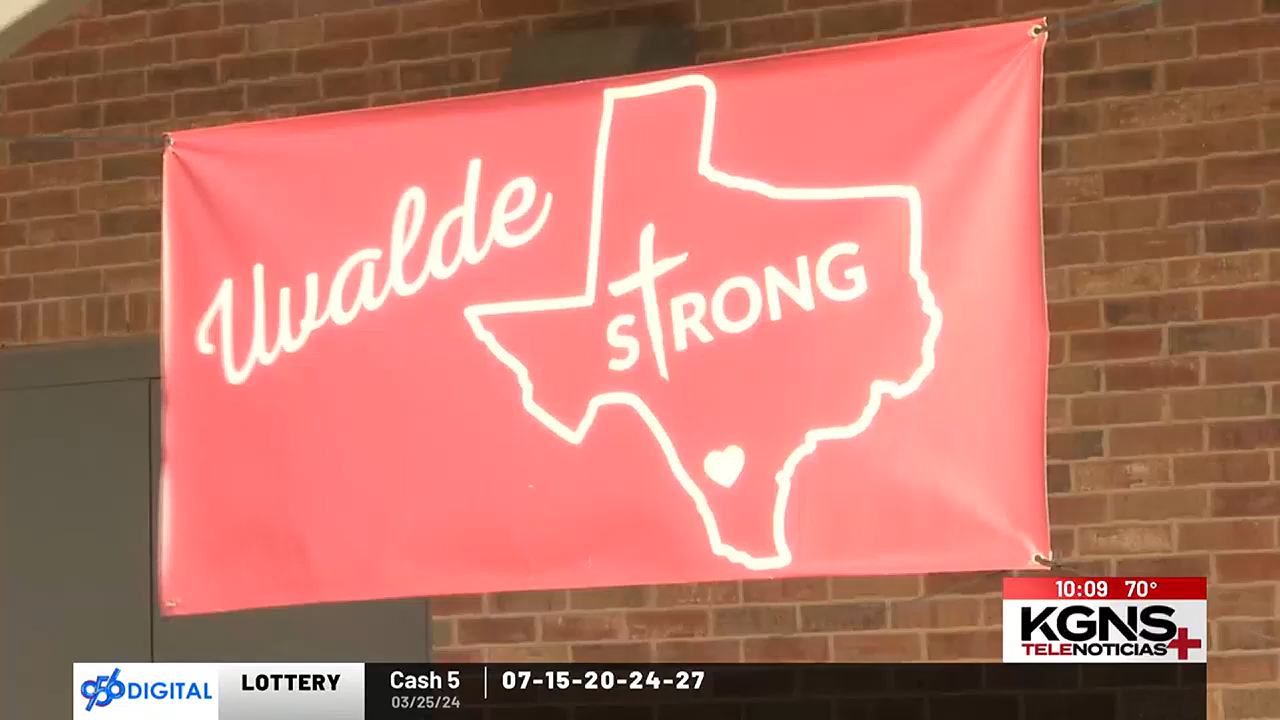 Uvalde
STRONG
10:09 70°
KGNS
TELENOTICIAS+
956 DIGITAL
LOTTERY
Cash 5
03/25/24
07-15-20-24-27